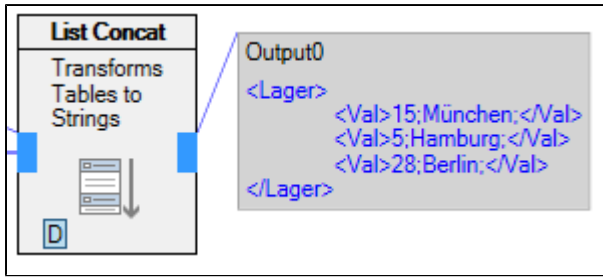 List Concat
Transforms
Tables to
Strings
D
Output0
<Lager>
<Val>15;München;</Val>
<Val>5;Hamburg;</Val>
<Val>28;Berlin;</Val>
</Lager>